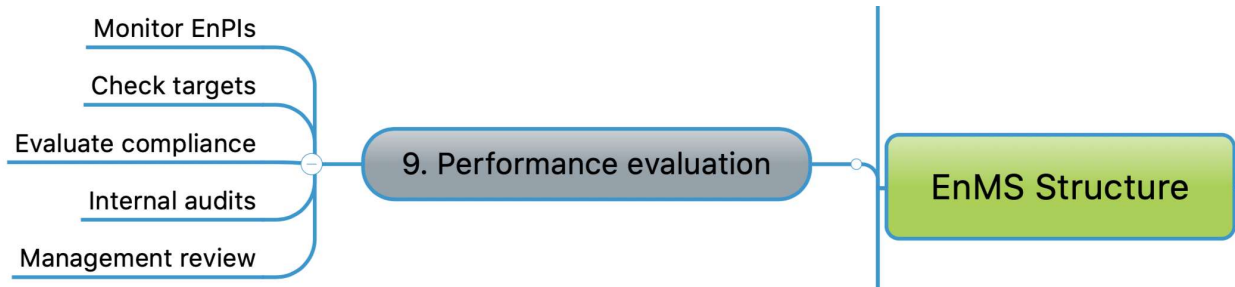 Monitor EnPIs
Check targets
Evaluate compliance
Internal audits
Management review
9. Performance evaluation
EnMS Structure